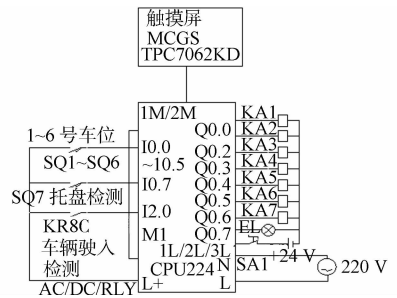 触摸屏
MCGS
TPC7062KD
1M/2M
1~6 号车位
I0.0
SQ1~SQ6
~10.5
SQ7 托盘检测
I0.7
KR8C
I2.0
车辆驶入
检测
M1
1L/2L/3L
CPU224
N
L+
L
AC/DC/RLY
Q0.0
Q0.2
Q0.3
Q0.4
Q0.5
Q0.6
Q0.7
KA1
KA2
KA3
KA4
KA5
KA6
KA7
EL
SA1
+24 V
220 V